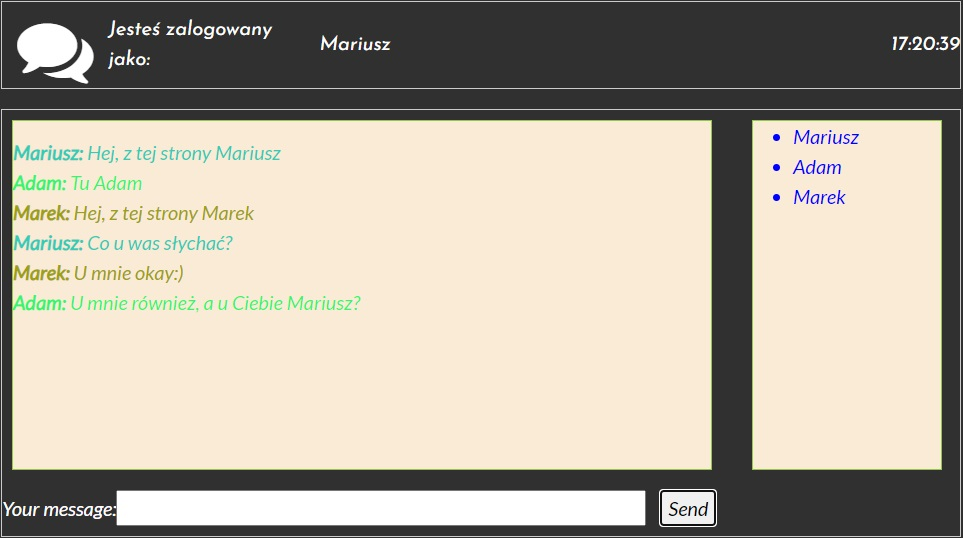 Jesteś zalogowany
jako:
Mariusz
17:20:39
Mariusz: Hej, z tej strony Mariusz
Adam: Tu Adam
Marek: Hej, z tej strony Marek
Mariusz: Co u was słychać?
Marek: U mnie okay:)
Adam: U mnie również, a u Ciebie Mariusz?
Mariusz
Adam
Marek
Your message:
Send